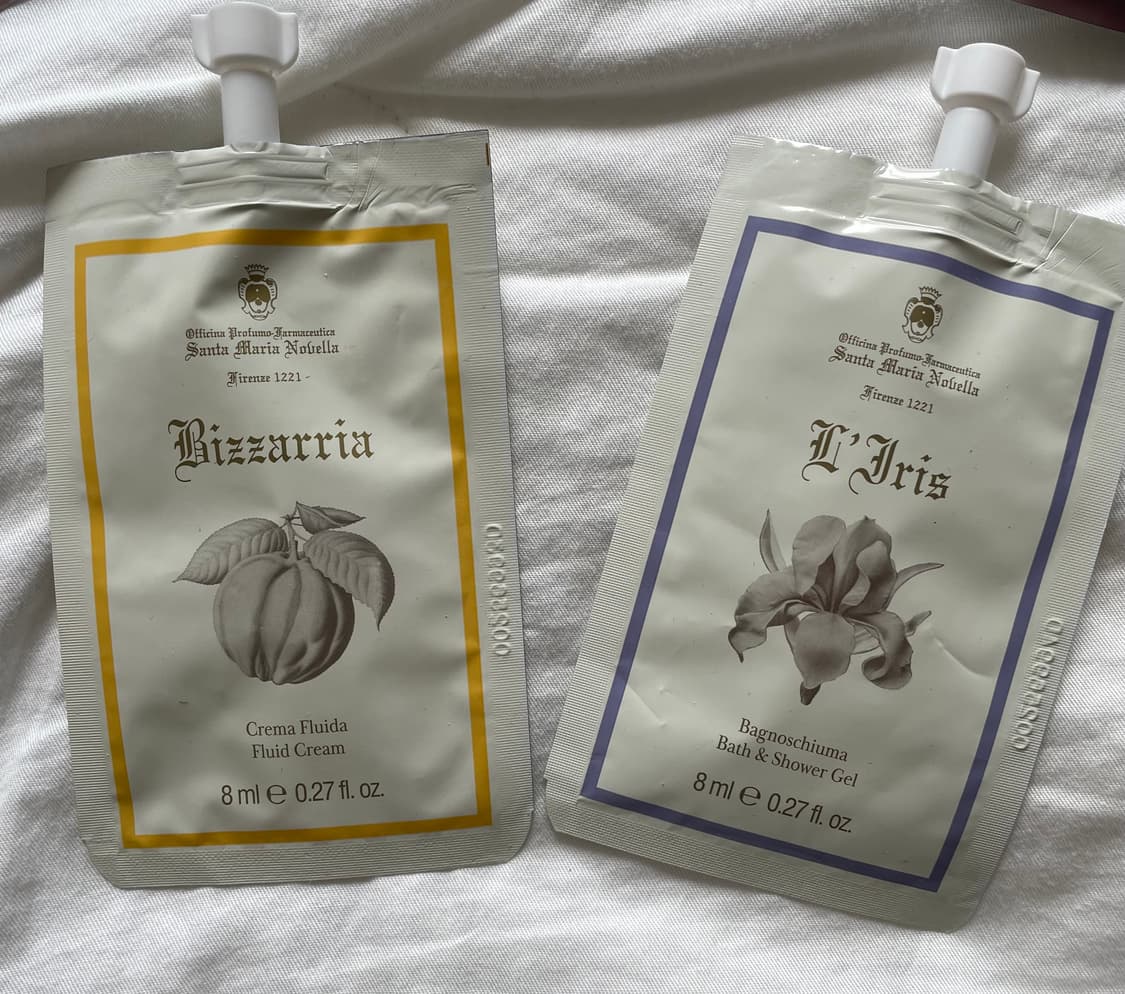 Officina Profumo-Farmaceutica
Santa Maria Novella
Firenze 1221 -
Bizzarria
Crema Fluida
Fluid Cream
8 ml ℮ 0.27 fl. oz.
Officina Profumo-Farmaceutica
Santa Maria Novella
Firenze 1221
L'Iris
Bagnoschiuma
Bath & Shower Gel
8 ml ℮ 0.27 fl. oz.